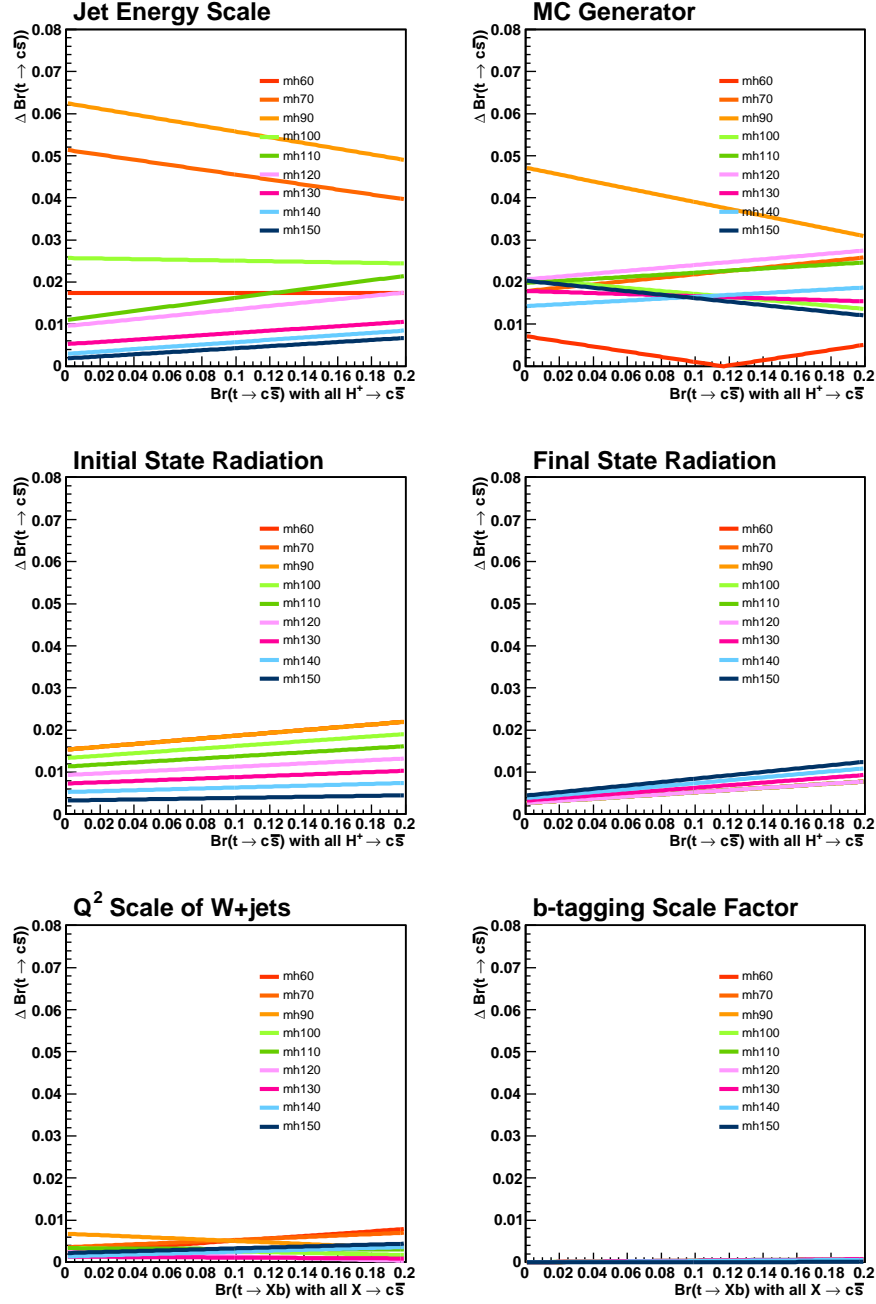 Jet Energy Scale
Δ Br(t → cs̅))
0.08
0.07
0.06
0.05
0.04
0.03
0.02
0.01
0
mh60
mh70
mh90
mh100
mh110
mh120
mh130
mh140
mh150
0 0.02 0.04 0.06 0.08 0.1 0.12 0.14 0.16 0.18 0.2
Br(t → cs̅) with all H⁺ → cs̅
MC Generator
Δ Br(t → cs̅))
0.08
0.07
0.06
0.05
0.04
0.03
0.02
0.01
0
mh60
mh70
mh90
mh100
mh110
mh120
mh130
mh140
mh150
0 0.02 0.04 0.06 0.08 0.1 0.12 0.14 0.16 0.18 0.2
Br(t → cs̅) with all H⁺ → cs̅
Initial State Radiation
Δ Br(t → cs̅))
0.08
0.07
0.06
0.05
0.04
0.03
0.02
0.01
0
mh60
mh70
mh90
mh100
mh110
mh120
mh130
mh140
mh150
0 0.02 0.04 0.06 0.08 0.1 0.12 0.14 0.16 0.18 0.2
Br(t → cs̅) with all H⁺ → cs̅
Final State Radiation
Δ Br(t → cs̅))
0.08
0.07
0.06
0.05
0.04
0.03
0.02
0.01
0
mh60
mh70
mh90
mh100
mh110
mh120
mh130
mh140
mh150
0 0.02 0.04 0.06 0.08 0.1 0.12 0.14 0.16 0.18 0.2
Br(t → cs̅) with all H⁺ → cs̅
Q² Scale of W+jets
Δ Br(t → cs̅))
0.08
0.07
0.06
0.05
0.04
0.03
0.02
0.01
0
mh60
mh70
mh90
mh100
mh110
mh120
mh130
mh140
mh150
0 0.02 0.04 0.06 0.08 0.1 0.12 0.14 0.16 0.18 0.2
Br(t → Xb) with all X → cs̅
b-tagging Scale Factor
Δ Br(t → cs̅))
0.08
0.07
0.06
0.05
0.04
0.03
0.02
0.01
0
mh60
mh70
mh90
mh100
mh110
mh120
mh130
mh140
mh150
0 0.02 0.04 0.06 0.08 0.1 0.12 0.14 0.16 0.18 0.2
Br(t → Xb) with all X → cs̅